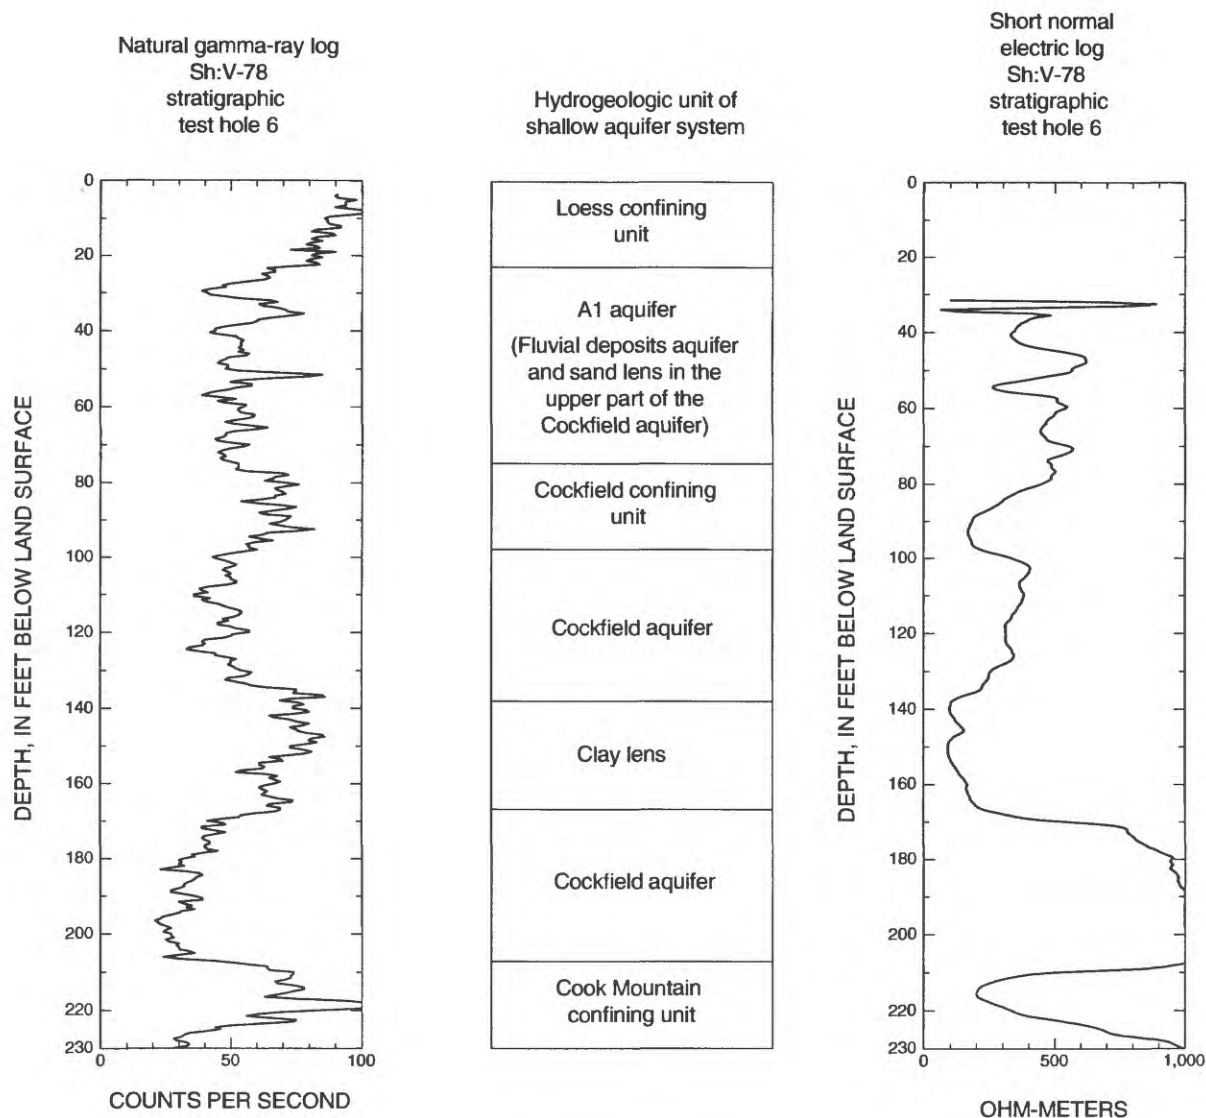 Natural gamma-ray log
Sh:V-78
stratigraphic
test hole 6
DEPTH, IN FEET BELOW LAND SURFACE
0
20
40
60
80
100
120
140
160
180
200
220
230
0
50
100
COUNTS PER SECOND
Hydrogeologic unit of
shallow aquifer system
Loess confining
unit
A1 aquifer
(Fluvial deposits aquifer
and sand lens in the
upper part of the
Cockfield aquifer)
Cockfield confining
unit
Cockfield aquifer
Clay lens
Cockfield aquifer
Cook Mountain
confining unit
Short normal
electric log
Sh:V-78
stratigraphic
test hole 6
DEPTH, IN FEET BELOW LAND SURFACE
0
20
40
60
80
100
120
140
160
180
200
220
230
0
500
1,000
OHM-METERS